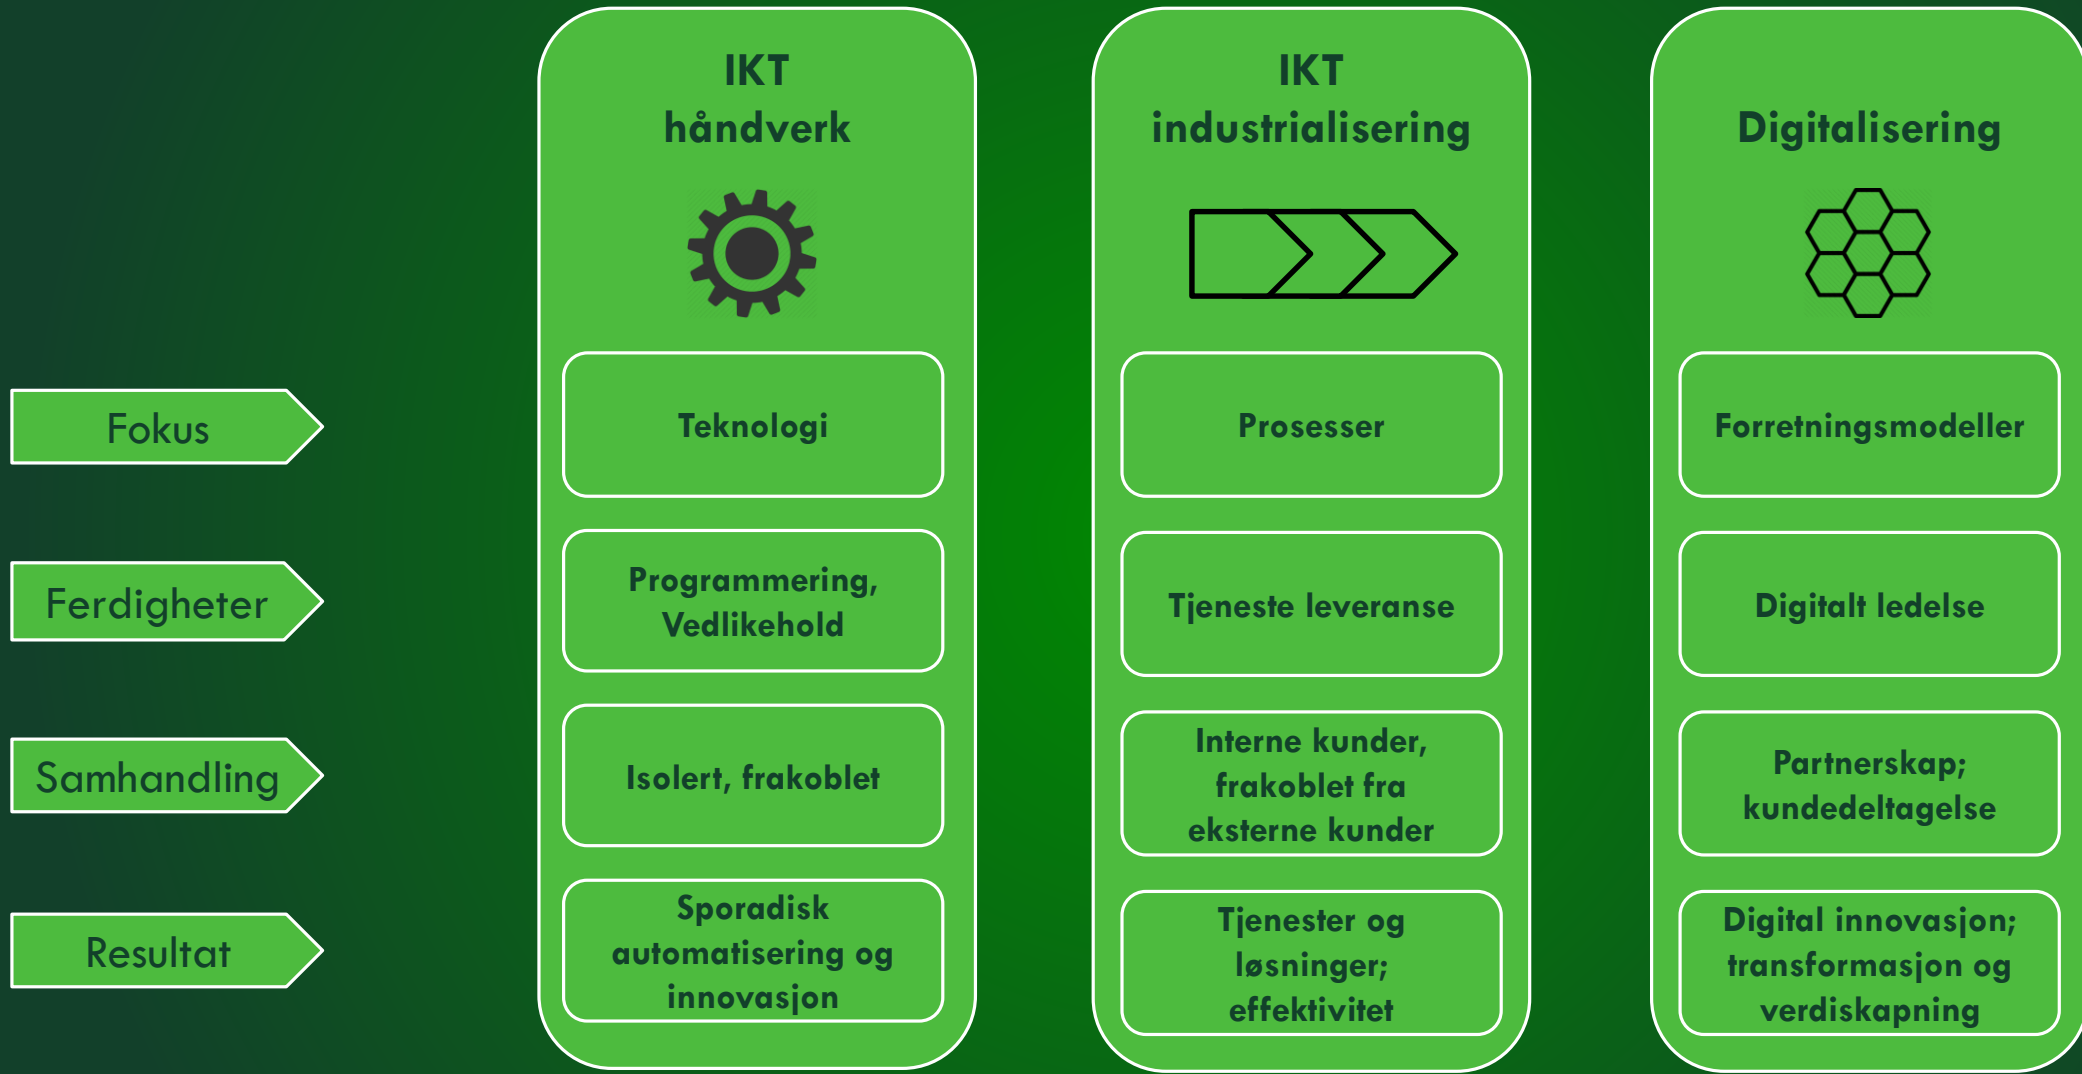 IKT
håndverk
IKT
industrialisering
Digitalisering
Fokus
Teknologi
Prosesser
Forretningsmodeller
Ferdigheter
Programmering,
Vedlikehold
Tjeneste leveranse
Digitalt ledelse
Samhandling
Isolert, frakoblet
Interne kunder,
frakoblet fra
eksterne kunder
Partnerskap;
kundedeltagelse
Resultat
Sporadisk
automatisering og
innovasjon
Tjenester og
løsninger;
effektivitet
Digital innovasjon;
transformasjon og
verdiskapning